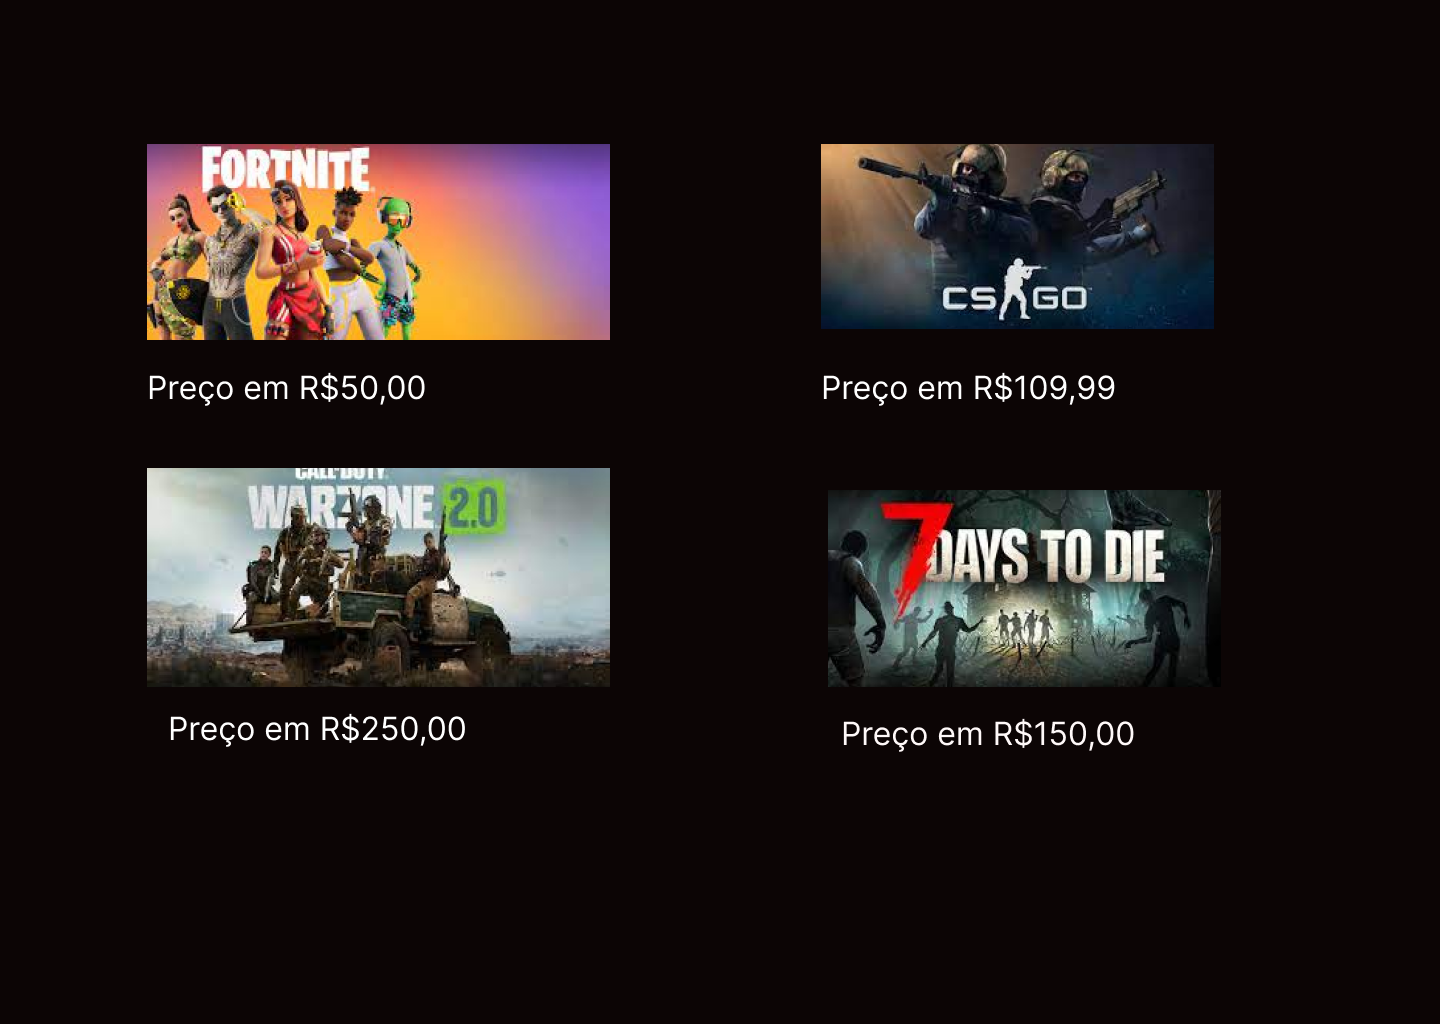 FORTNITE
CS GO
Preço em R$50,00
Preço em R$109,99
CALL OF DUTY
WARZONE 2.0
7 DAYS TO DIE
Preço em R$250,00
Preço em R$150,00